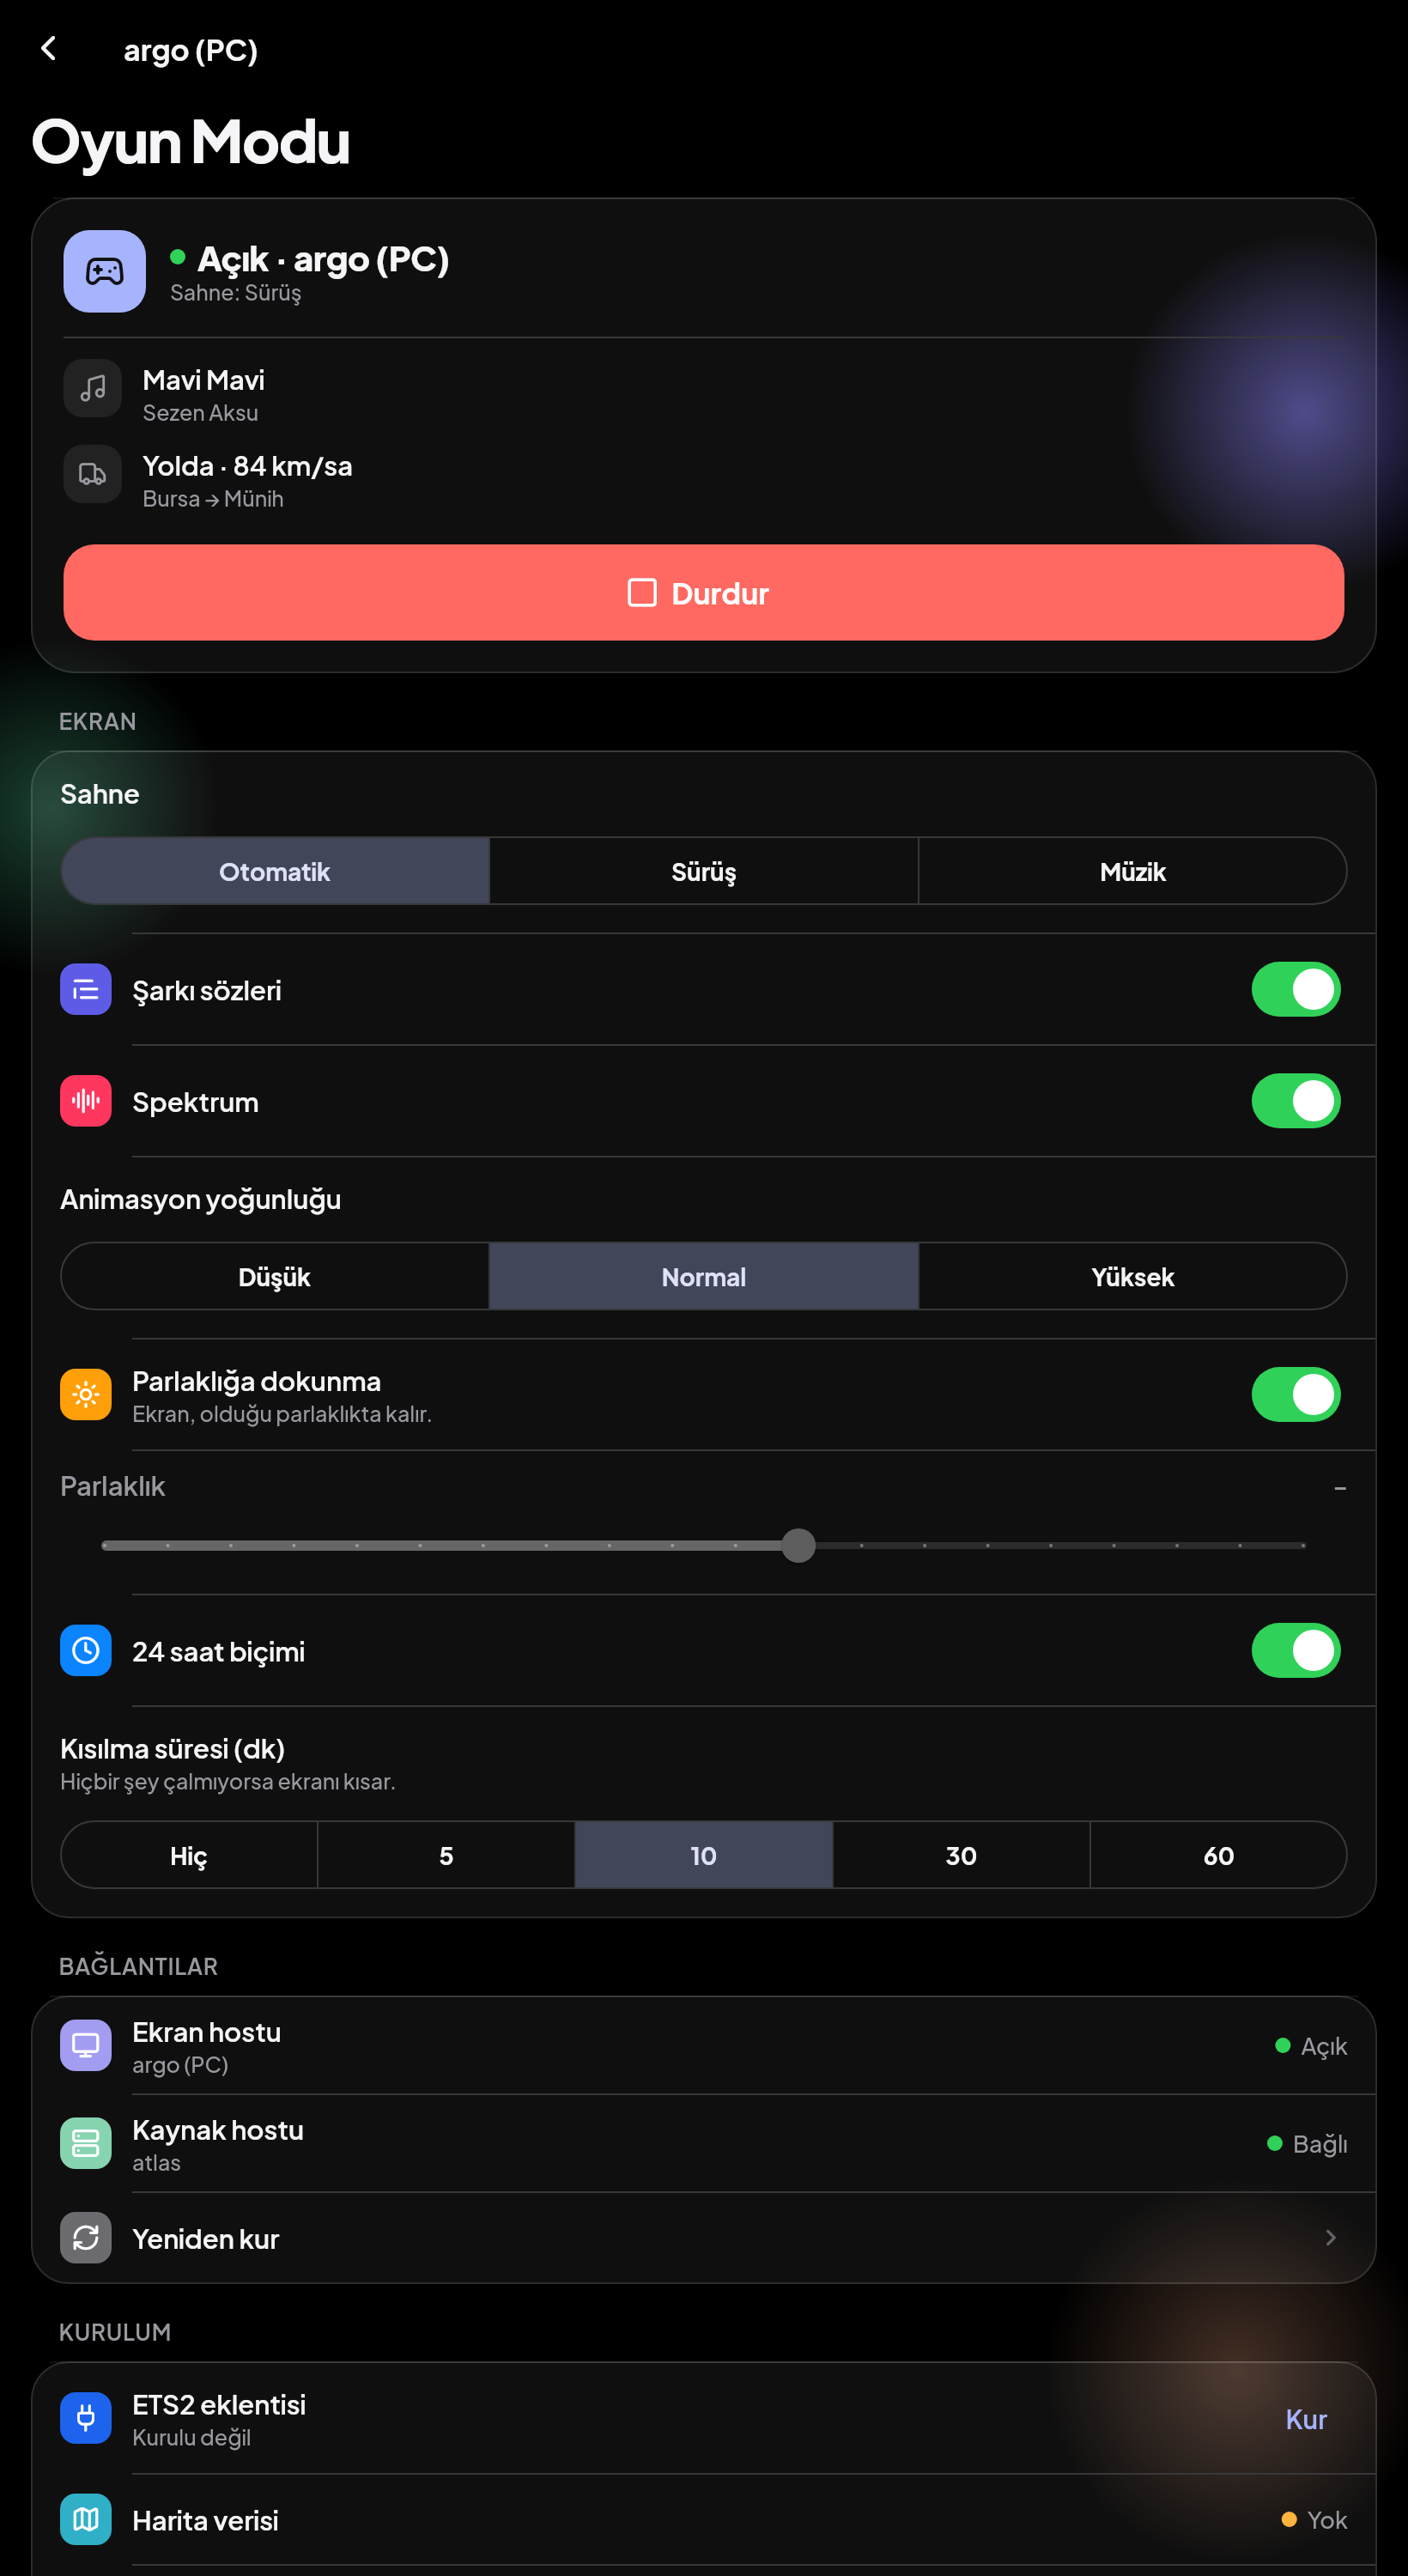 argo (PC)
Oyun Modu
Açık · argo (PC)
Sahne: Sürüş
Mavi Mavi
Sezen Aksu
Yolda · 84 km/sa
Bursa → Münih
Durdur
EKRAN
Sahne
Otomatik
Sürüş
Müzik
Şarkı sözleri
Spektrum
Animasyon yoğunluğu
Düşük
Normal
Yüksek
Parlaklığa dokunma
Ekran, olduğu parlaklıkta kalır.
Parlaklık
–
24 saat biçimi
Kısılma süresi (dk)
Hiçbir şey çalmıyorsa ekranı kısar.
Hiç
5
10
30
60
BAĞLANTILAR
Ekran hostu
argo (PC)
Açık
Kaynak hostu
atlas
Bağlı
Yeniden kur
KURULUM
ETS2 eklentisi
Kurulu değil
Kur
Harita verisi
Yok